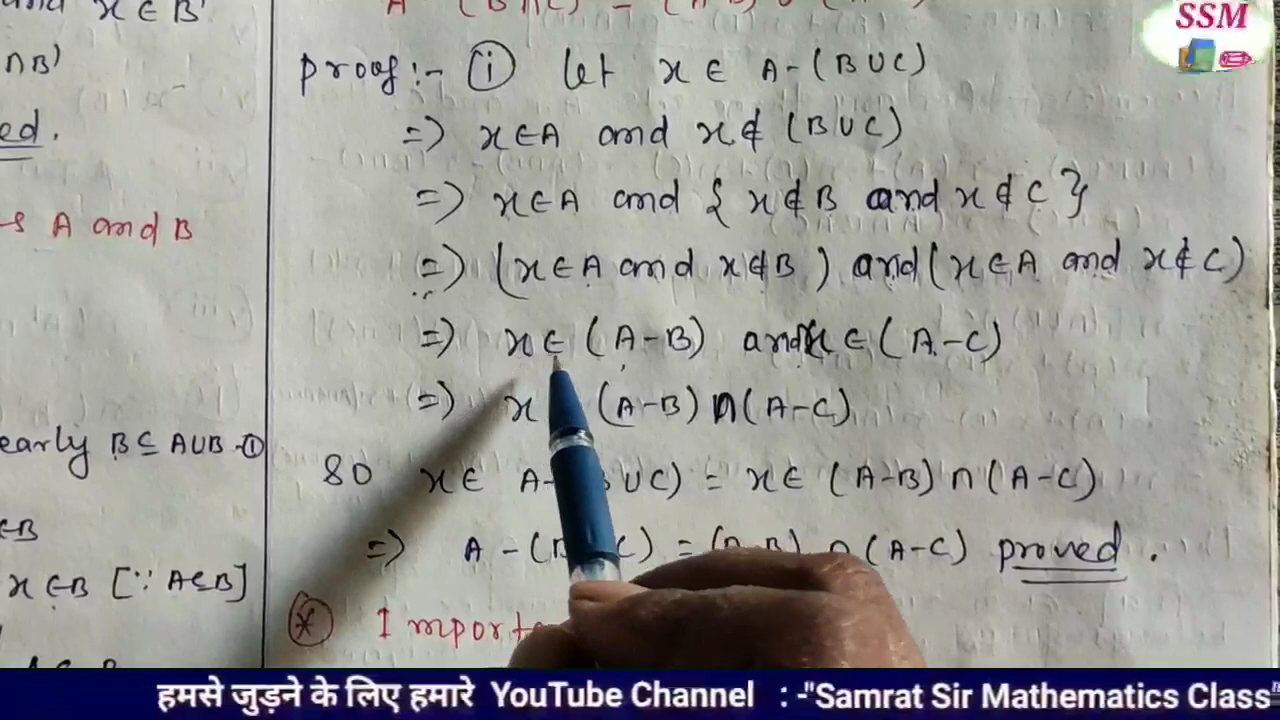 and x ∈ B
SSM
∩B)
proof :- (i) let x ∈ A-(B∪C)
=> x∈A and x∉(B∪C)
ed.
=> x∈A and { x∉B and x∉C }
s A and B
=> (x∈A and x∉B) and (x∈A and x∉C)
=> x∈(A-B) and x∈(A-C)
=> x (A-B)∩(A-C)
early B⊆A∪B-①
So x∈ A- ∪C) = x∈ (A-B)∩(A-C)
∈B
=> A-(B C) = (A-B) ∩(A-C) proved.
x∈B [∵ A⊆B]
* Importa
हमसे जुड़ने के लिए हमारे YouTube Channel :-"Samrat Sir Mathematics Class"